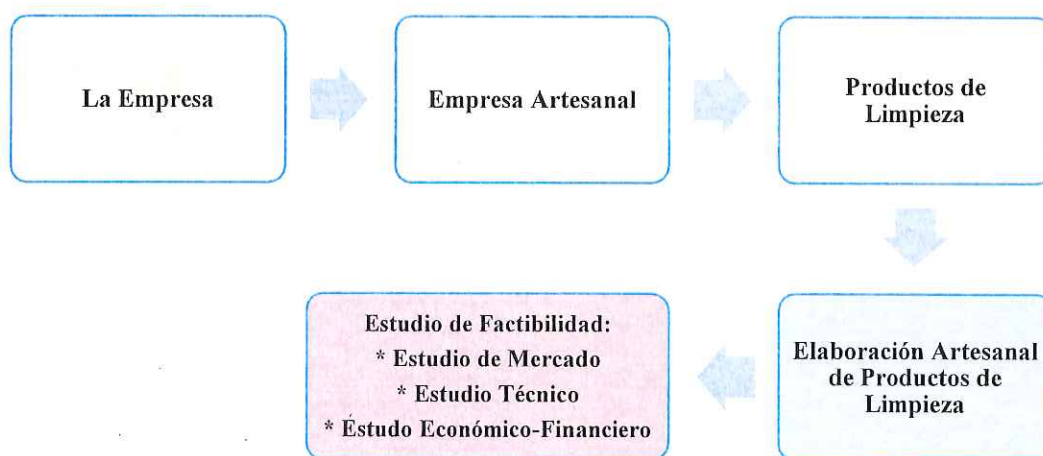 La Empresa
Empresa Artesanal
Productos de
Limpieza
Elaboración Artesanal
de Productos de
Limpieza
Estudio de Factibilidad:
* Estudio de Mercado
* Estudio Técnico
* Éstudo Económico-Financiero